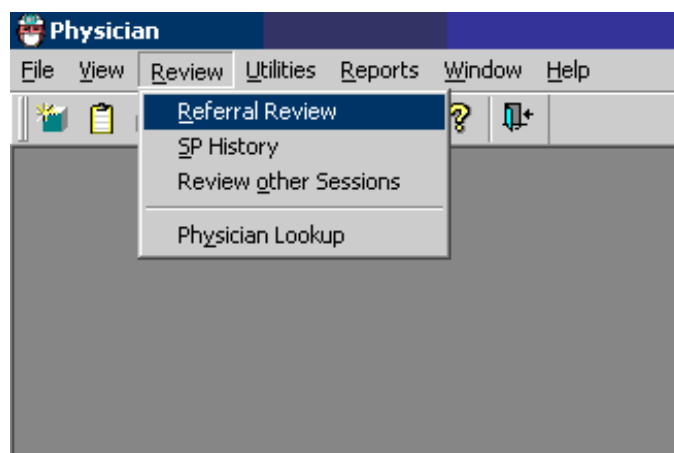 Physician
File View Review Utilities Reports Window Help
Referral Review
SP History
Review other Sessions
Physician Lookup